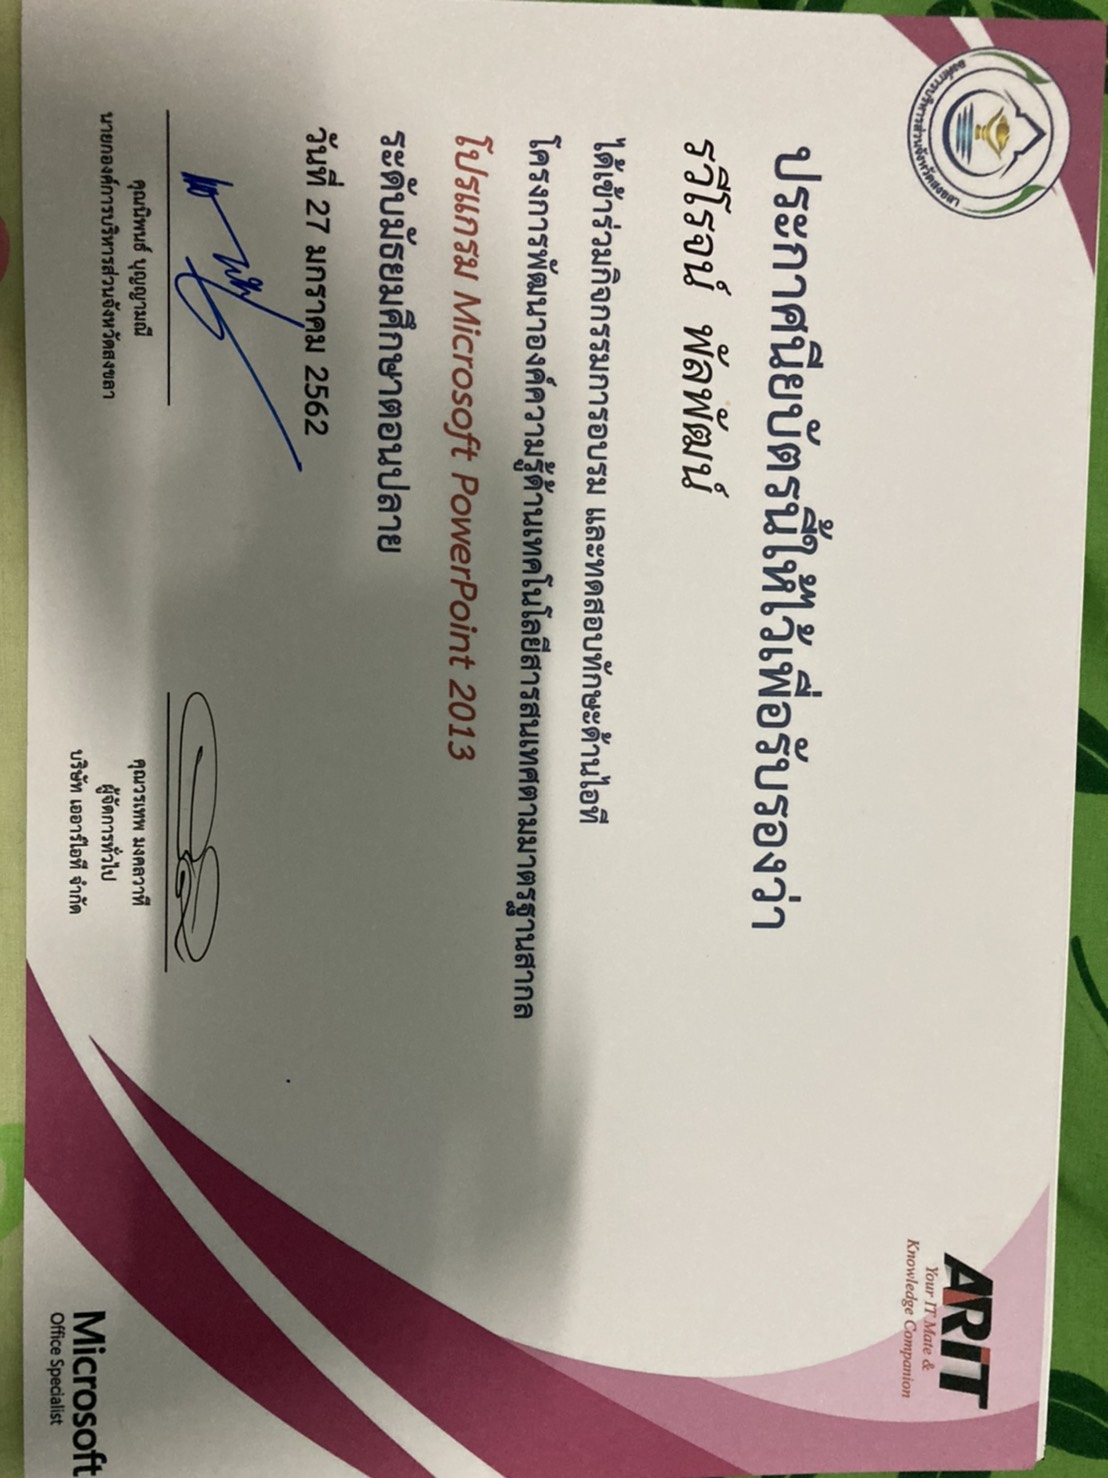 องค์การบริหารส่วนจังหวัดสงขลา
ARiT
Your IT Mate &
Knowledge Companion
ประกาศนียบัตรนี้ให้ไว้เพื่อรับรองว่า
รวีโรจน์ พัลพัฒน์
ได้เข้าร่วมกิจกรรมการอบรม และทดสอบทักษะด้านไอที
โครงการพัฒนาองค์ความรู้ด้านเทคโนโลยีสารสนเทศตามมาตรฐานสากล
โปรแกรม Microsoft PowerPoint 2013
ระดับมัธยมศึกษาตอนปลาย
วันที่ 27 มกราคม 2562
คุณนิพนธ์ บุญญามณี
นายกองค์การบริหารส่วนจังหวัดสงขลา
คุณวรเทพ มงคลวาที
ผู้จัดการทั่วไป
บริษัท เออาร์ไอที จำกัด
Microsoft
Office Specialist